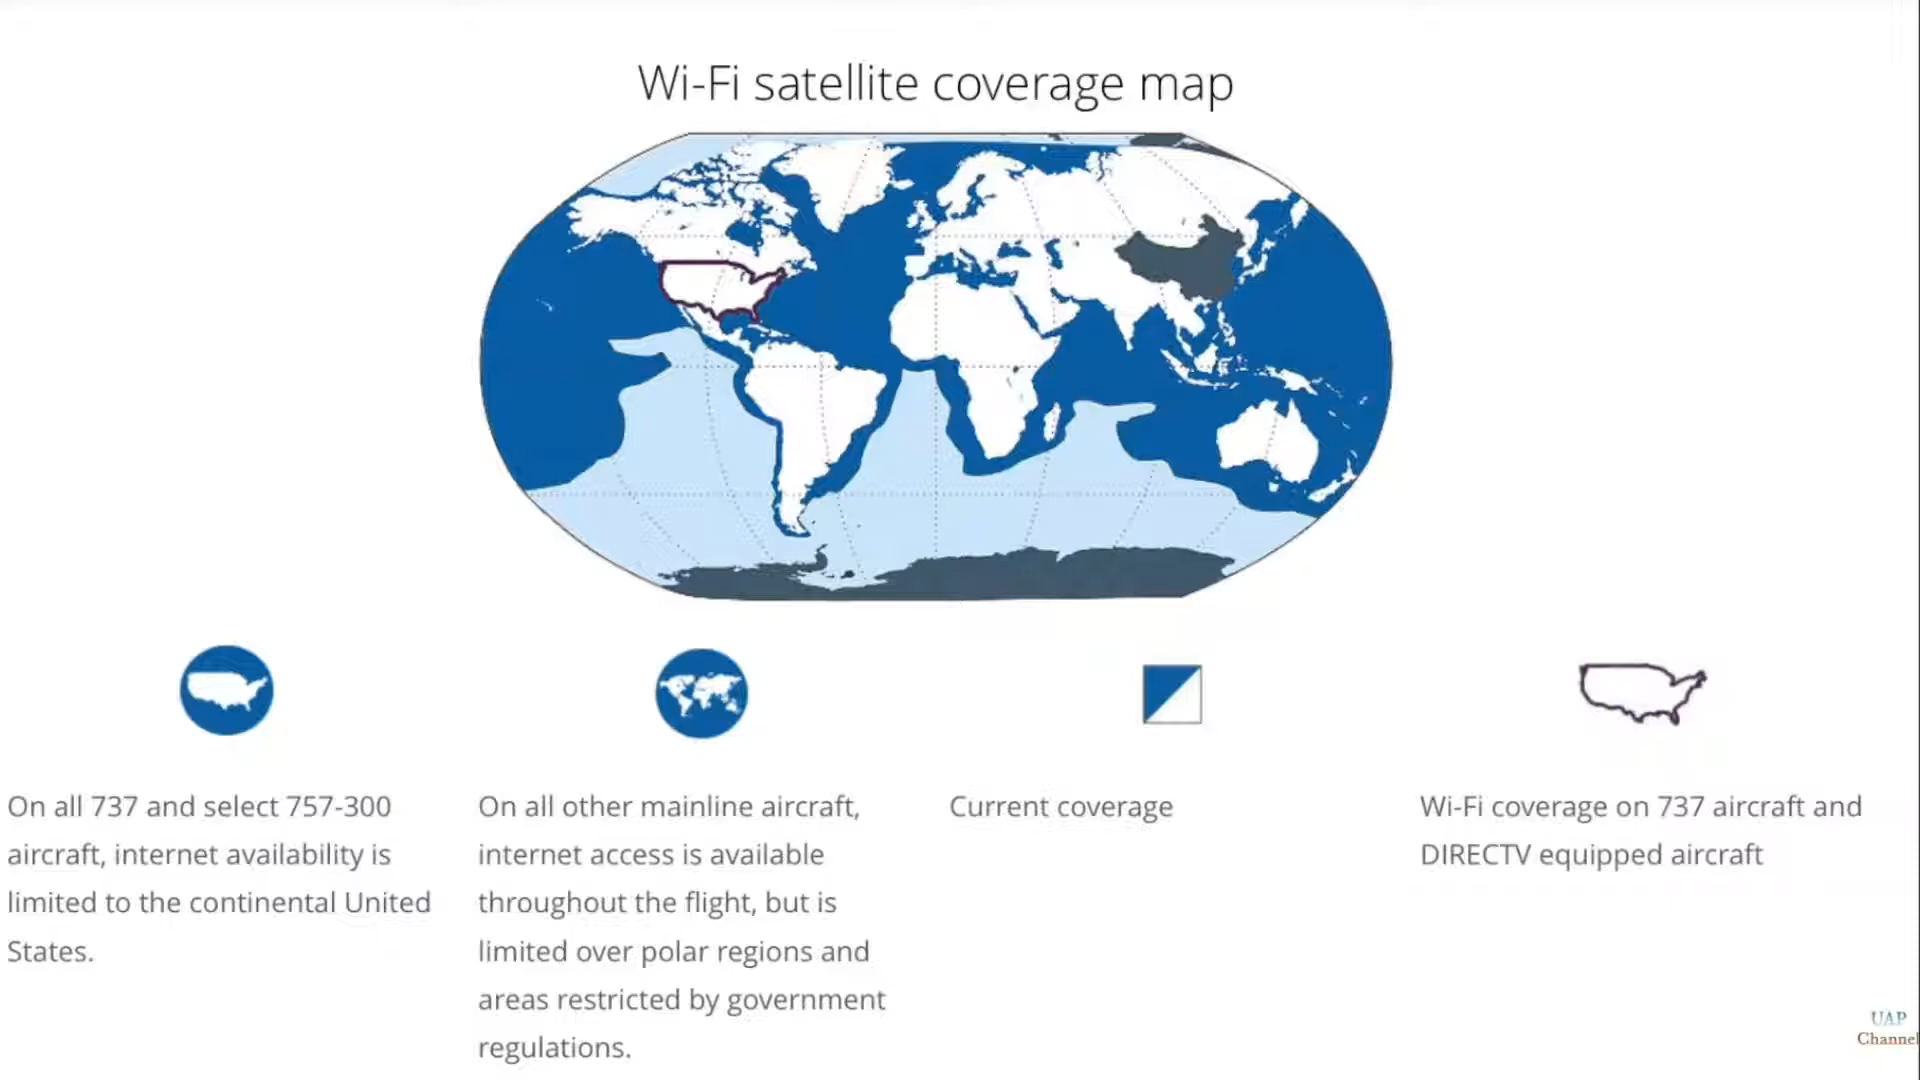 Wi-Fi satellite coverage map
On all 737 and select 757-300
aircraft, internet availability is
limited to the continental United
States.
On all other mainline aircraft,
internet access is available
throughout the flight, but is
limited over polar regions and
areas restricted by government
regulations.
Current coverage
Wi-Fi coverage on 737 aircraft and
DIRECTV equipped aircraft
UAP
Channel